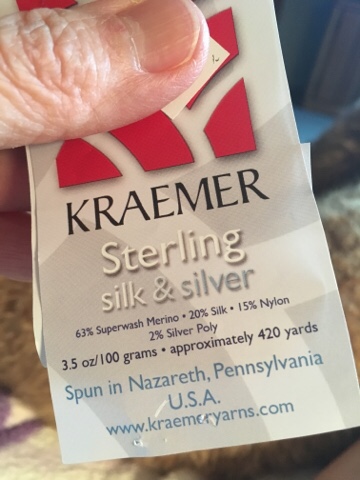 KRAEMER
Sterling
silk & silver
63% Superwash Merino • 20% Silk • 15% Nylon
2% Silver Poly
3.5 oz/100 grams • approximately 420 yards
Spun in Nazareth, Pennsylvania
U.S.A.
www.kraemeryarns.com